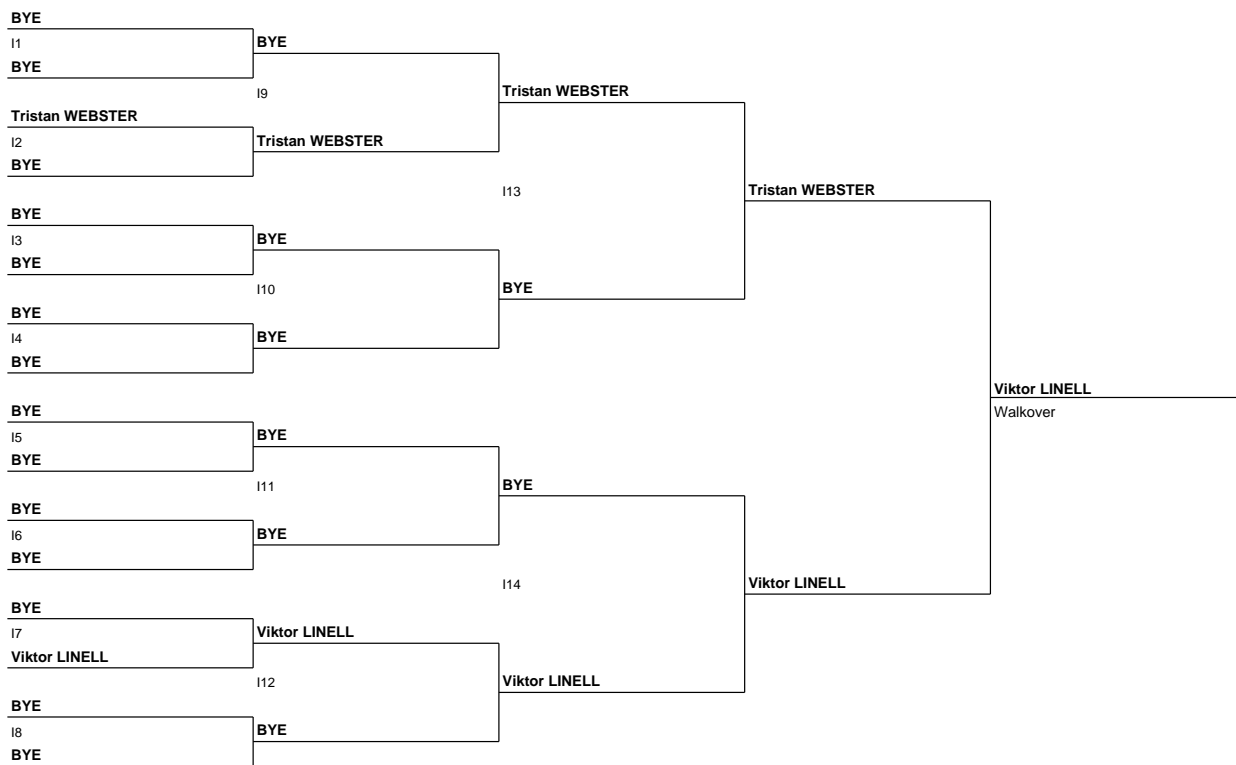 BYE
I1
BYE
BYE
I9
Tristan WEBSTER
Tristan WEBSTER
I2
Tristan WEBSTER
BYE
I13
Tristan WEBSTER
BYE
I3
BYE
BYE
I10
BYE
BYE
I4
BYE
BYE
Viktor LINELL
Walkover
BYE
I5
BYE
BYE
I11
BYE
BYE
I6
BYE
BYE
I14
Viktor LINELL
BYE
I7
Viktor LINELL
Viktor LINELL
I12
Viktor LINELL
BYE
I8
BYE
BYE